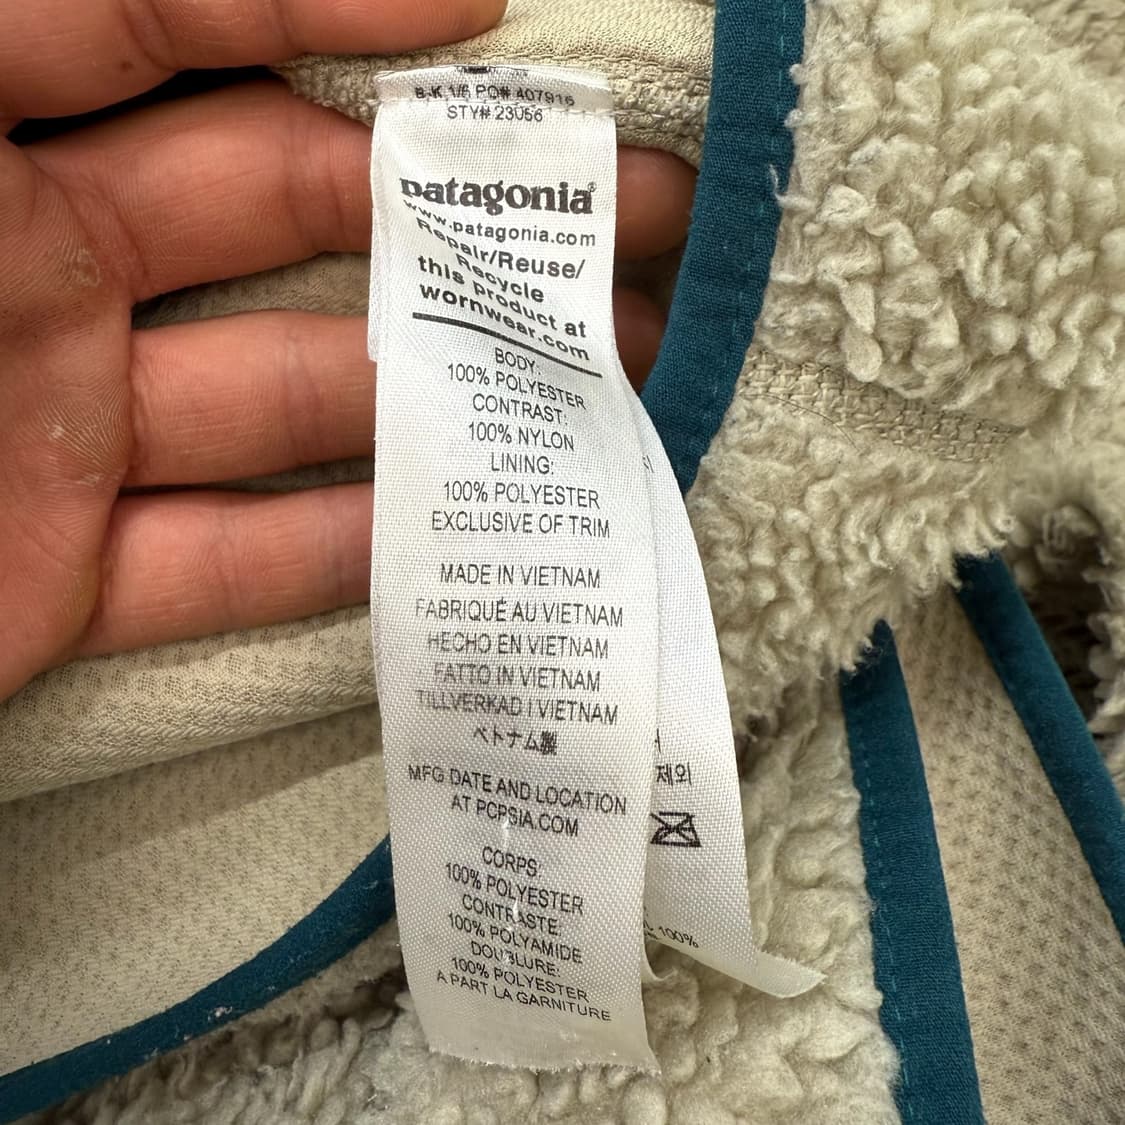 B-K 1/6 PO# 407916
STY# 23056
patagonia®
www.patagonia.com
Repair/Reuse/
Recycle
this product at
wornwear.com
BODY:
100% POLYESTER
CONTRAST:
100% NYLON
LINING:
100% POLYESTER
EXCLUSIVE OF TRIM
MADE IN VIETNAM
FABRIQUÉ AU VIETNAM
HECHO EN VIETNAM
FATTO IN VIETNAM
TILLVERKAD I VIETNAM
ベトナム製
MFG DATE AND LOCATION
AT PCPSIA.COM
CORPS:
100% POLYESTER
CONTRASTE:
100% POLYAMIDE
DOUBLURE:
100% POLYESTER
A PART LA GARNITURE
제외
100%